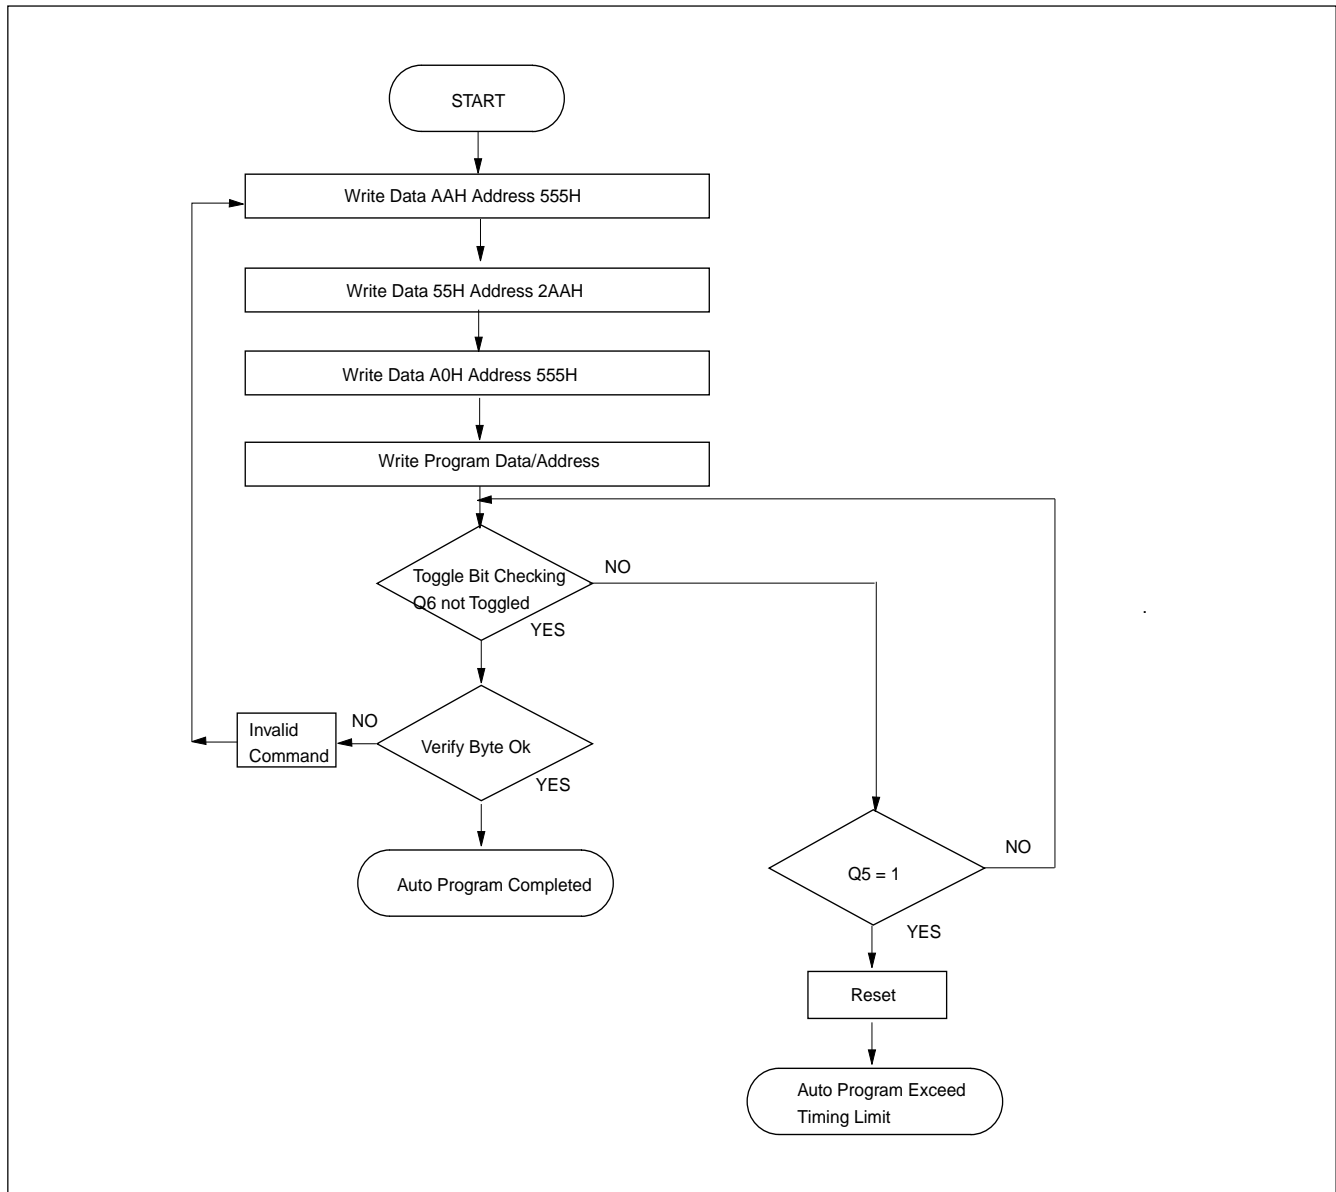 START
Write Data AAH Address 555H
Write Data 55H Address 2AAH
Write Data A0H Address 555H
Write Program Data/Address
Toggle Bit Checking
Q6 not Toggled
NO
YES
Invalid
Command
NO
Verify Byte Ok
YES
Auto Program Completed
Q5 = 1
NO
YES
Reset
Auto Program Exceed
Timing Limit